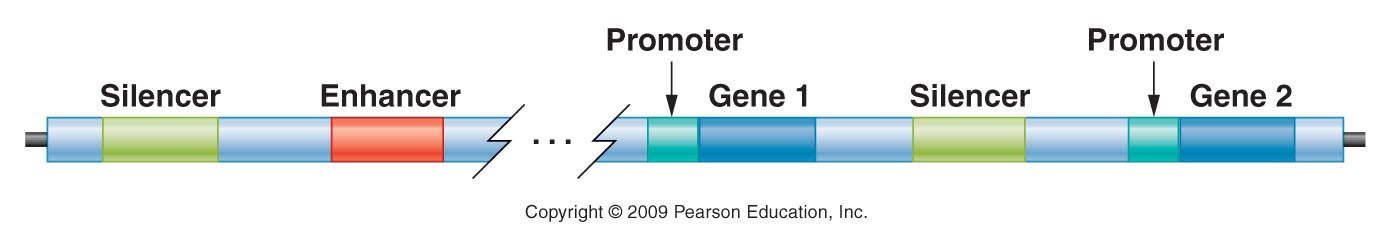 Promoter
Promoter
Silencer
Enhancer
Gene 1
Silencer
Gene 2
...
Copyright © 2009 Pearson Education, Inc.